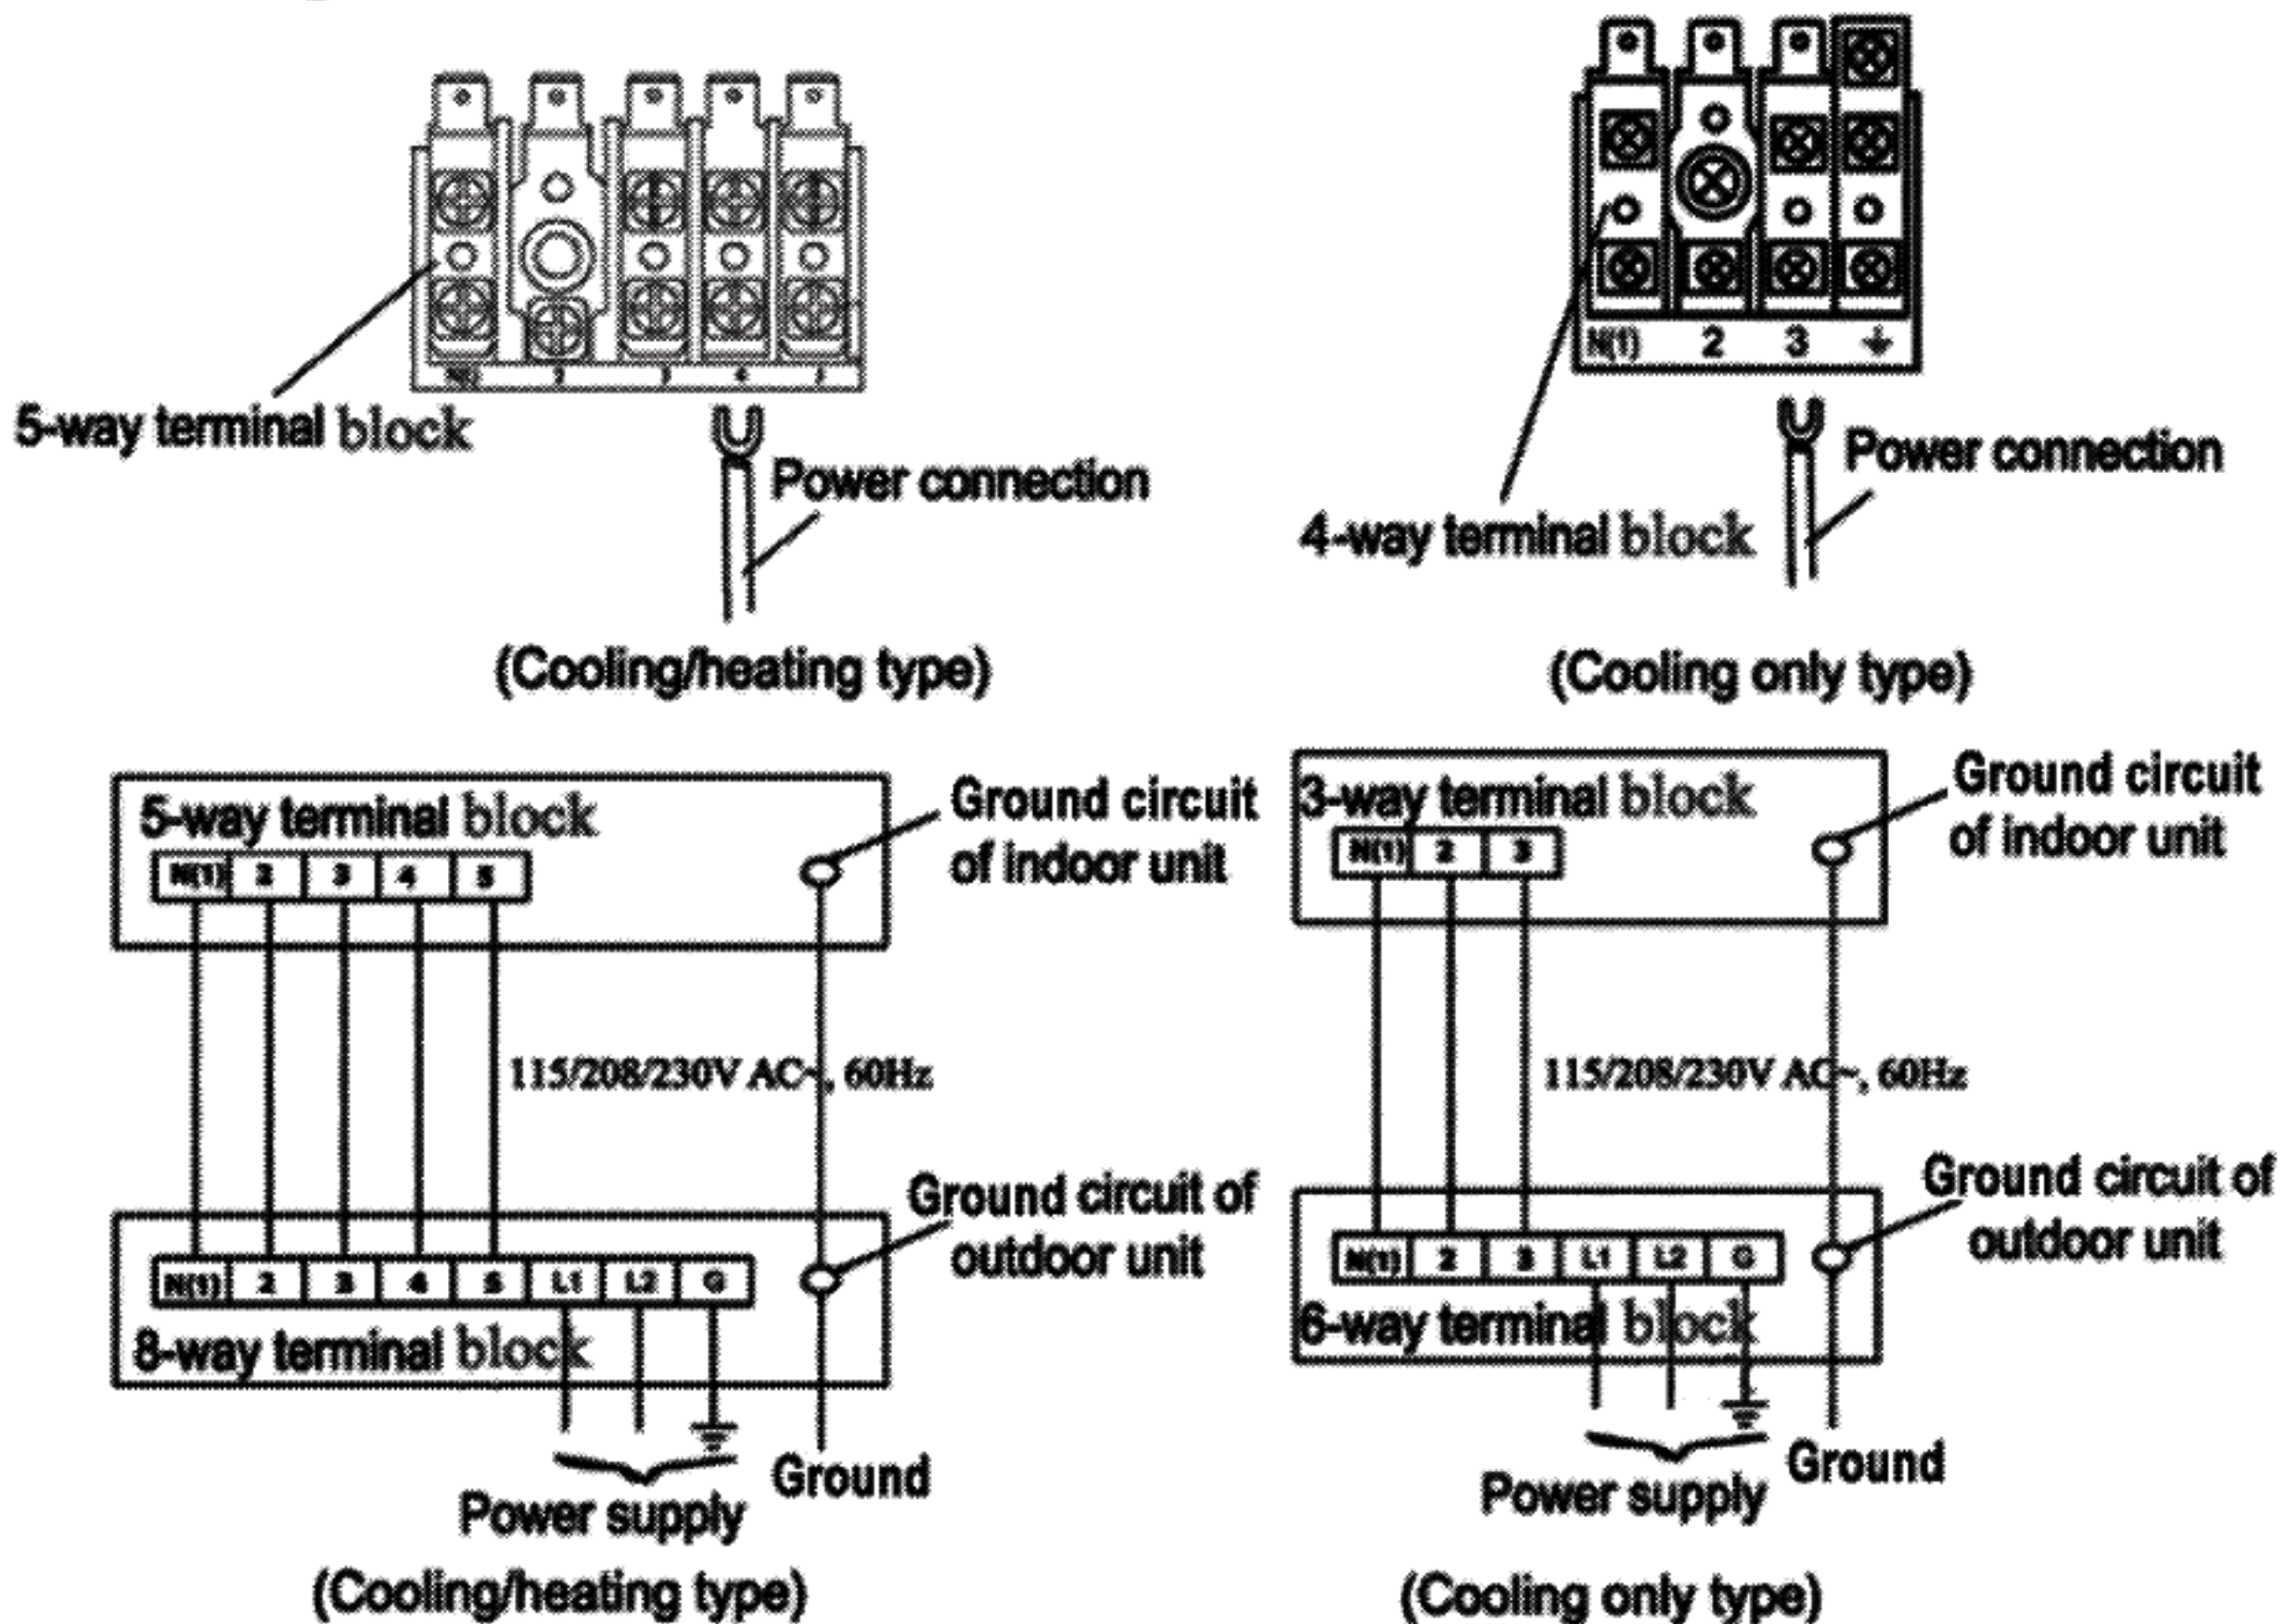 N(1) 2 3 4
5-way terminal block
Power connection
(Cooling/heating type)
N(1) 2 3
4-way terminal block
Power connection
(Cooling only type)
5-way terminal block
N(1) 2 3 4 5
Ground circuit
of indoor unit
115/208/230V AC~, 60Hz
Ground circuit of
outdoor unit
N(1) 2 3 4 5 L1 L2 G
8-way terminal block
Ground
Power supply
(Cooling/heating type)
3-way terminal block
N(1) 2 3
Ground circuit
of indoor unit
115/208/230V AC~, 60Hz
Ground circuit of
outdoor unit
N(1) 2 3 L1 L2 G
6-way terminal block
Ground
Power supply
(Cooling only type)